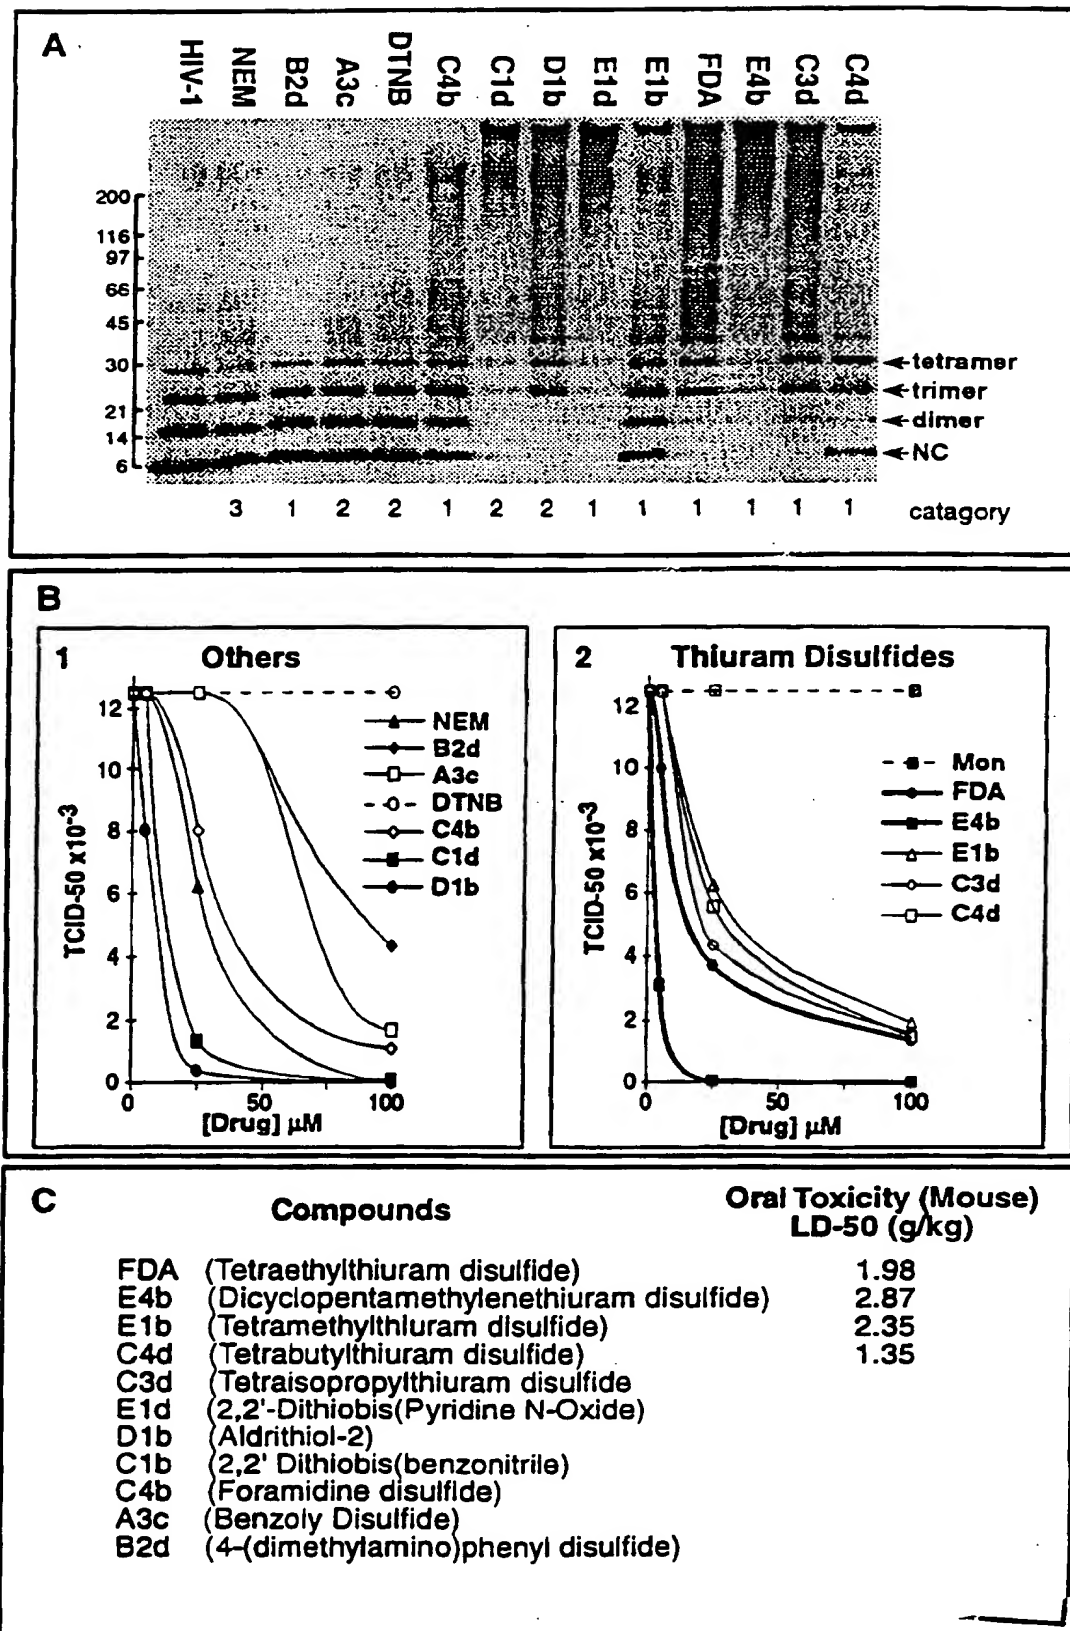 A
HIV-1 NEM B2d A3c DTNB C4b C1d D1b E1d E1b FDA E4b C3d C4d
200
116
97
66
45
30
21
14
6
tetramer
trimer
dimer
NC
3 1 2 2 1 2 2 1 1 1 1 1 1 catagory
B
1 Others
TCID-50 x10-3
12
10
8
6
4
2
0
0 50 100
[Drug] µM
NEM
B2d
A3c
DTNB
C4b
C1d
D1b
2 Thiuram Disulfides
TCID-50 x10-3
12
10
8
6
4
2
0
0 50 100
[Drug] µM
Mon
FDA
E4b
E1b
C3d
C4d
C Compounds Oral Toxicity (Mouse)
LD-50 (g/kg)
FDA (Tetraethylthiuram disulfide) 1.98
E4b (Dicyclopentamethylenethiuram disulfide) 2.87
E1b (Tetramethylthiuram disulfide) 2.35
C4d (Tetrabutylthiuram disulfide) 1.35
C3d (Tetraisopropylthiuram disulfide
E1d (2,2'-Dithiobis(Pyridine N-Oxide)
D1b (Aldrithiol-2)
C1b (2,2' Dithiobis(benzonitrile)
C4b (Foramidine disulfide)
A3c (Benzoly Disulfide)
B2d (4-(dimethylamino)phenyl disulfide)